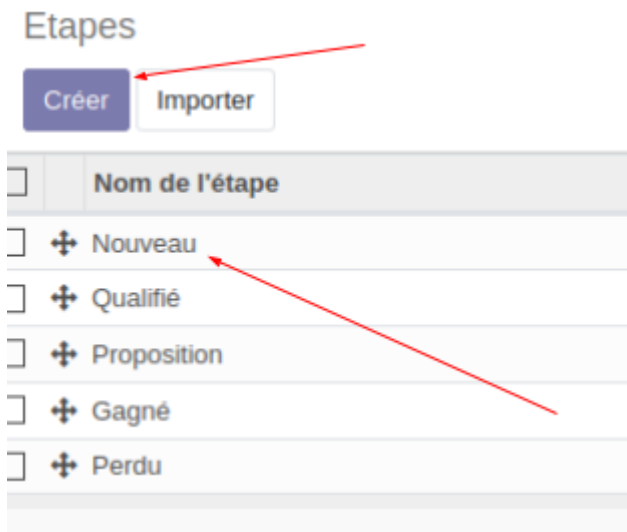 Etapes
Créer Importer
Nom de l'étape
Nouveau
Qualifié
Proposition
Gagné
Perdu